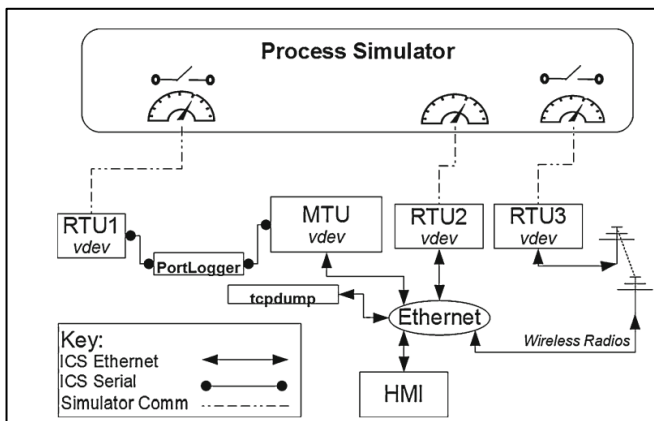 Process Simulator
RTU1
vdev
MTU
vdev
RTU2
vdev
RTU3
vdev
PortLogger
tcpdump
Ethernet
Wireless Radios
HMI
Key:
ICS Ethernet
ICS Serial
Simulator Comm